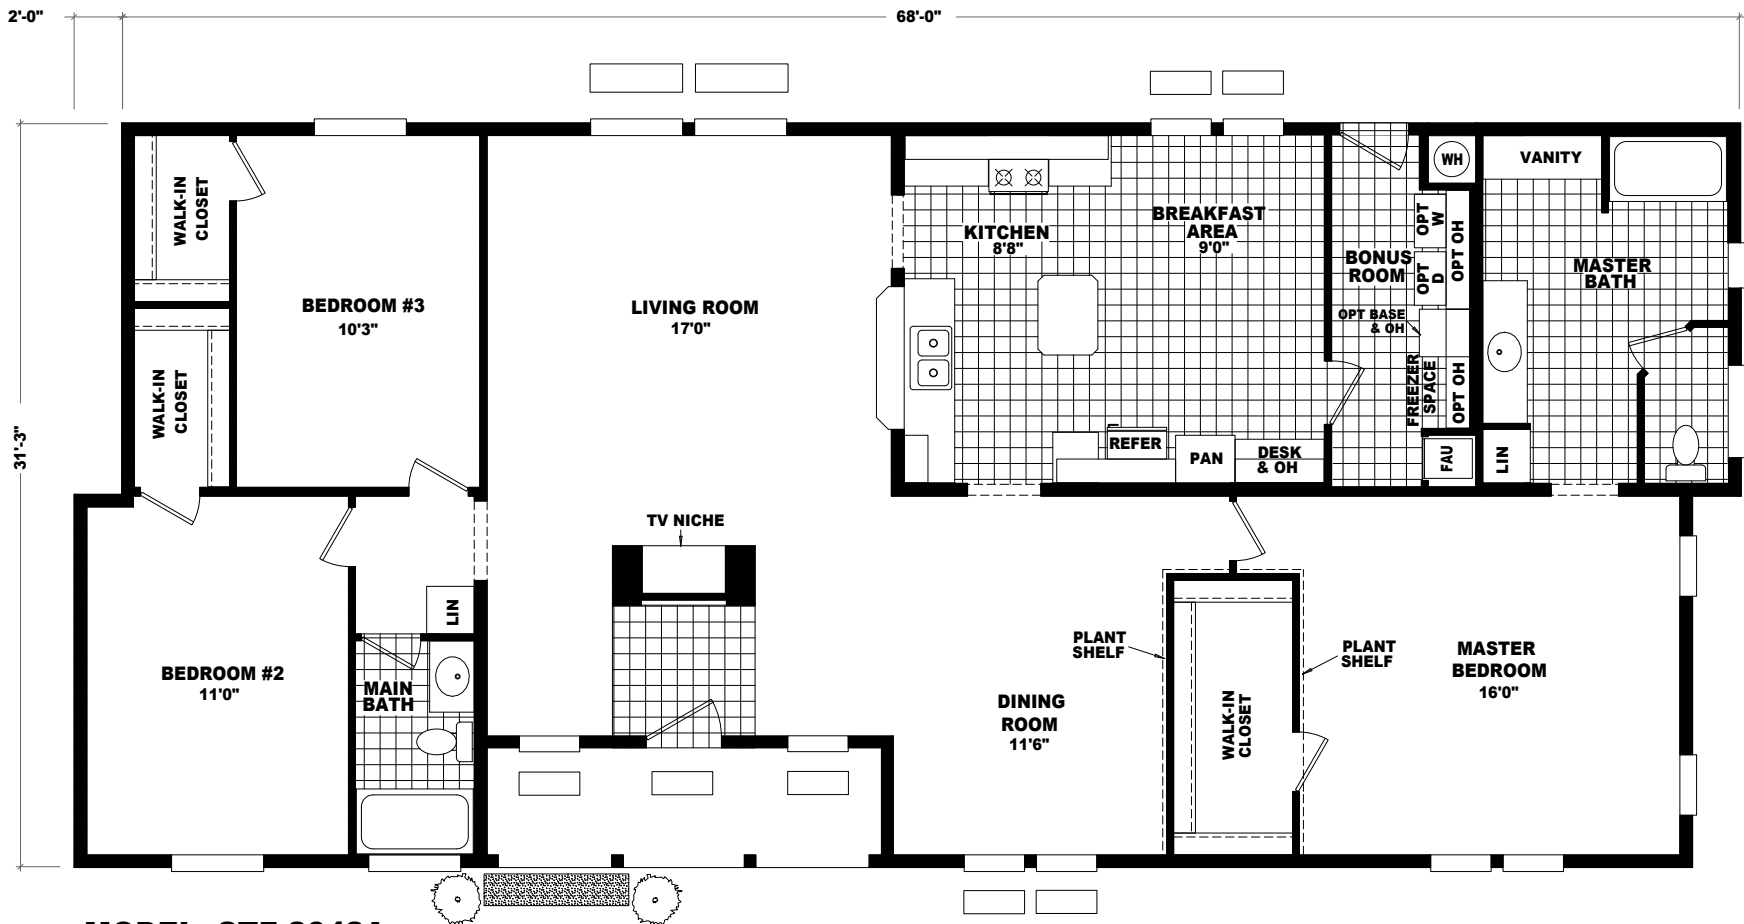 2'-0"
68'-0"
31'-3"
WALK-IN
CLOSET
BEDROOM #3
10'3"
WALK-IN
CLOSET
LIVING ROOM
17'0"
KITCHEN
8'8"
BREAKFAST
AREA
9'0"
BONUS
ROOM
OPT
W
OPT OH
OPT
D
OPT BASE
& OH
FREEZER
SPACE
OPT OH
WH
VANITY
MASTER
BATH
REFER
PAN
DESK
& OH
FAU
LIN
TV NICHE
LIN
BEDROOM #2
11'0"
MAIN
BATH
DINING
ROOM
11'6"
PLANT
SHELF
WALK-IN
CLOSET
PLANT
SHELF
MASTER
BEDROOM
16'0"